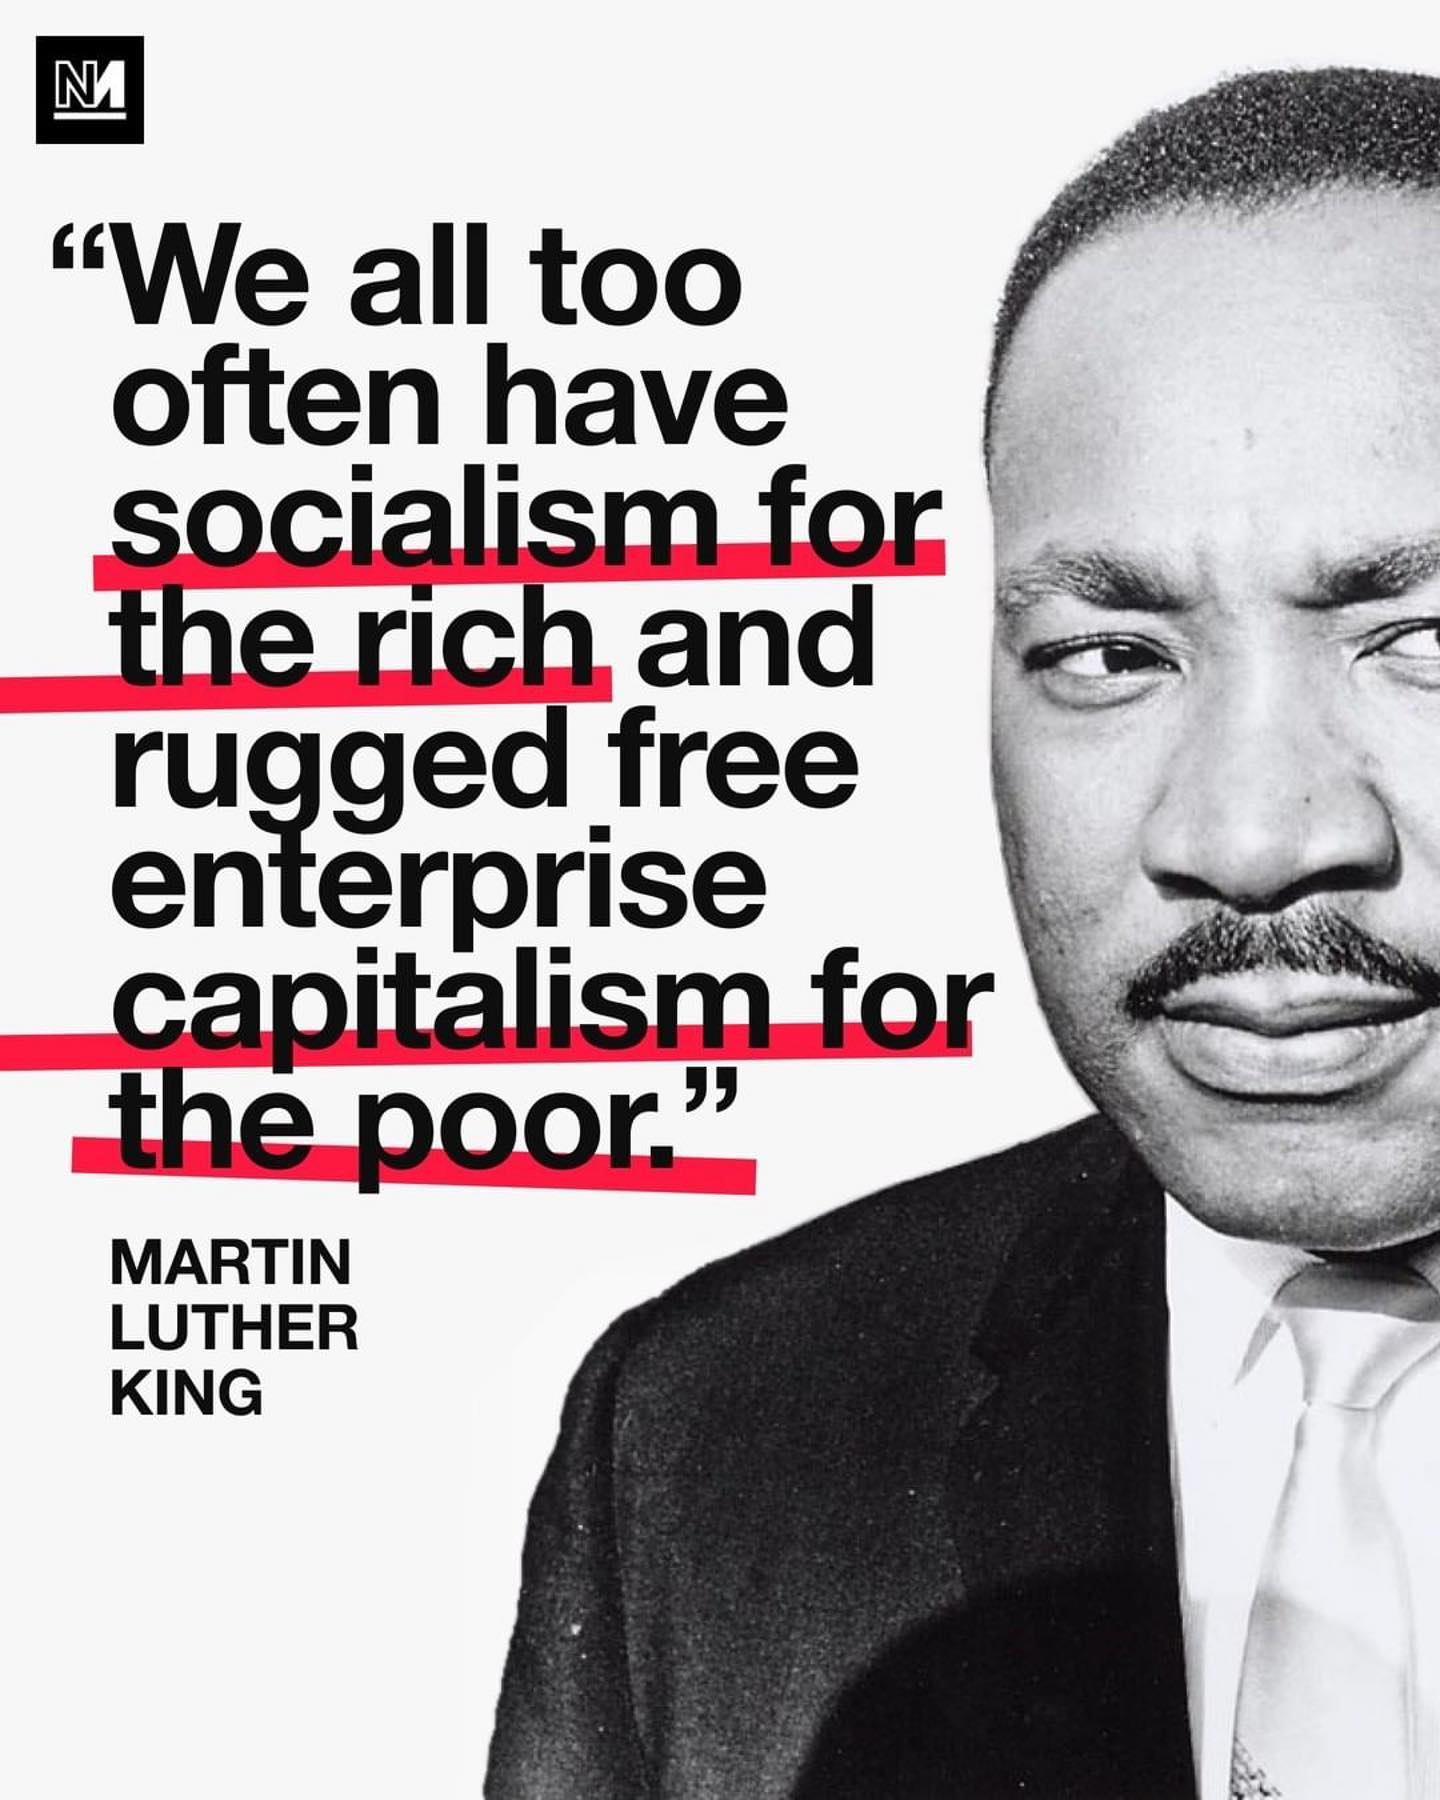 NM
“We all too
often have
socialism for
the rich and
rugged free
enterprise
capitalism for
the poor.”
MARTIN
LUTHER
KING